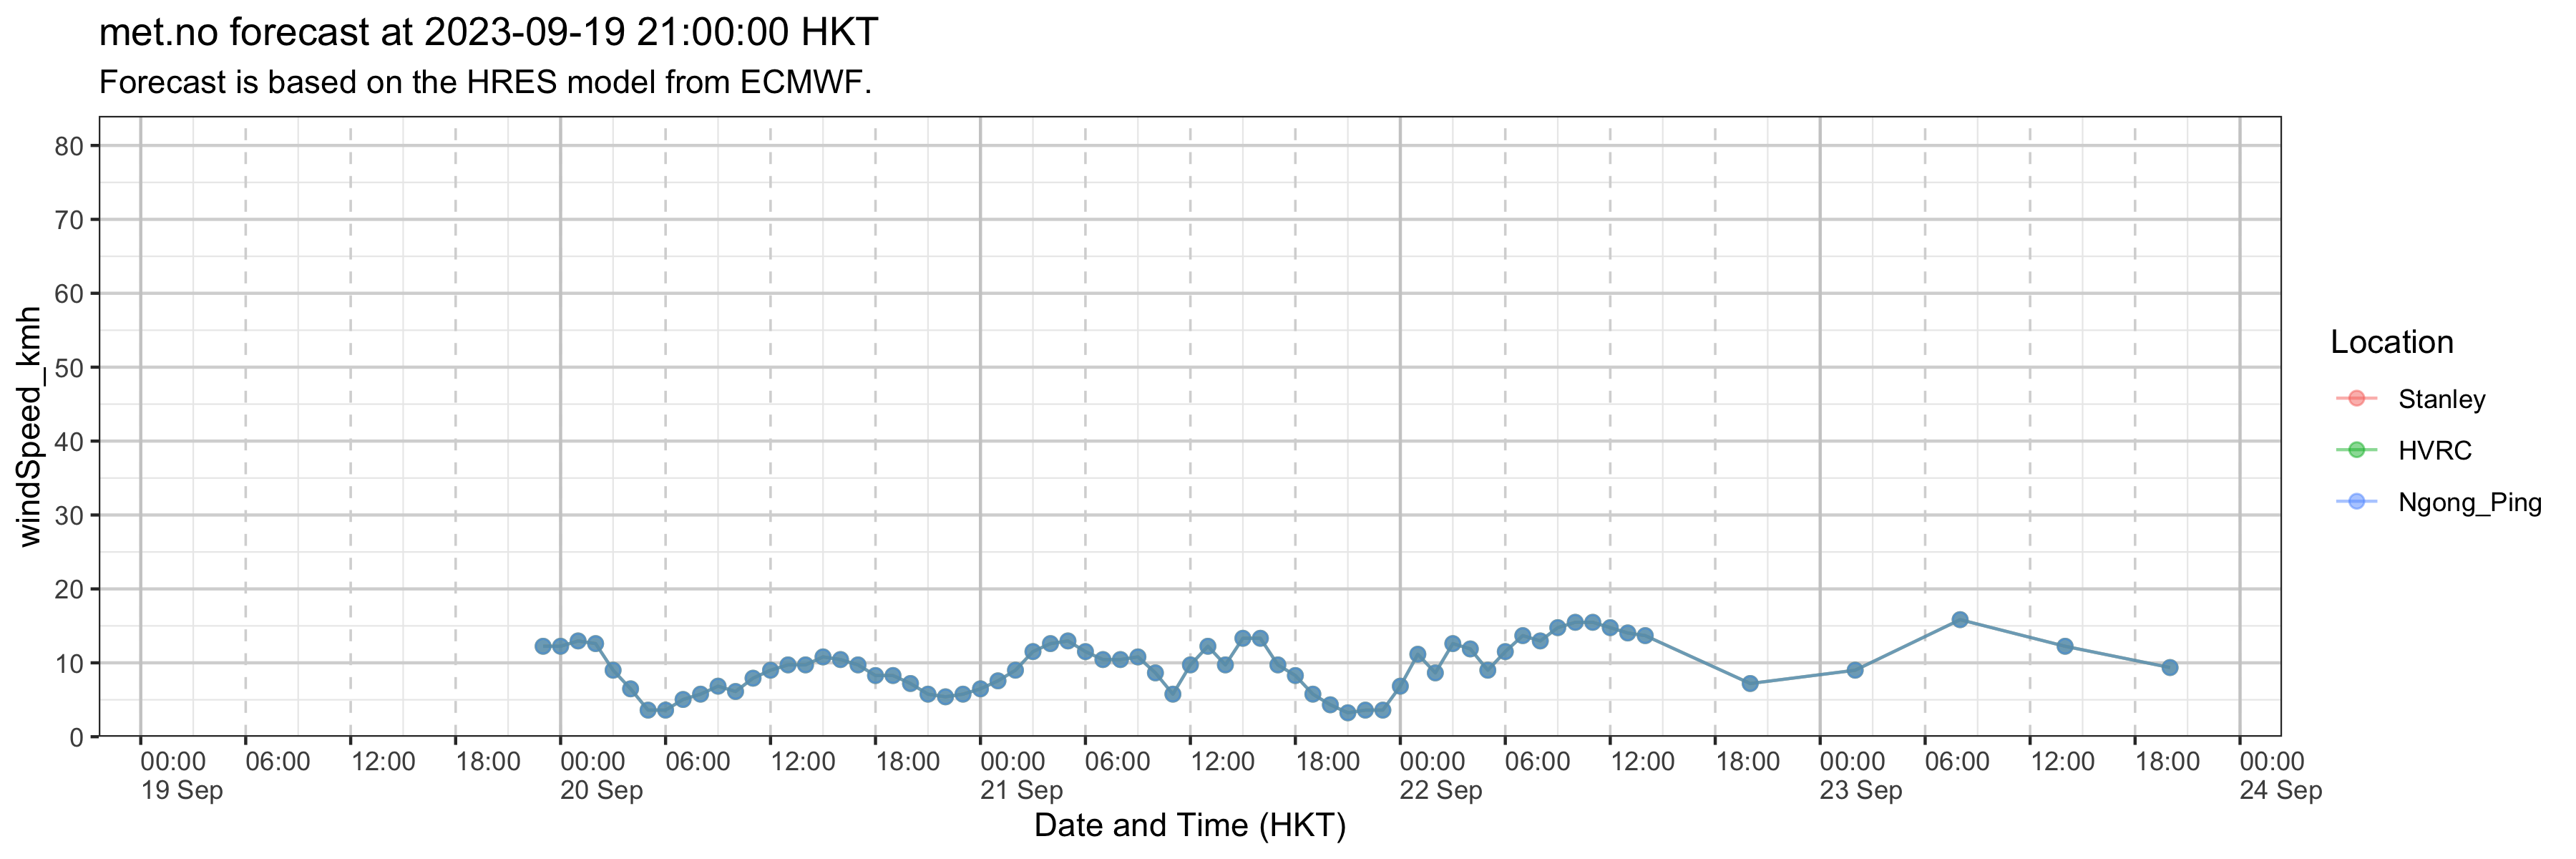 met.no forecast at 2023-09-19 21:00:00 HKT
Forecast is based on the HRES model from ECMWF.
windSpeed_kmh
80
70
60
50
40
30
20
10
0
00:00 06:00 12:00 18:00 00:00 06:00 12:00 18:00 00:00 06:00 12:00 18:00 00:00 06:00 12:00 18:00 00:00 06:00 12:00 18:00 00:00
19 Sep 20 Sep 21 Sep 22 Sep 23 Sep 24 Sep
Date and Time (HKT)
Location
Stanley
HVRC
Ngong_Ping